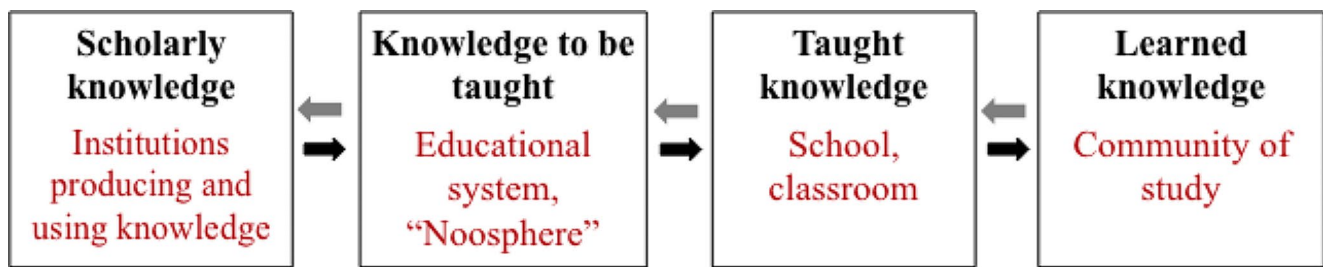 Scholarly
knowledge
Institutions
producing and
using knowledge
Knowledge to be
taught
Educational
system,
“Noosphere”
Taught
knowledge
School,
classroom
Learned
knowledge
Community of
study